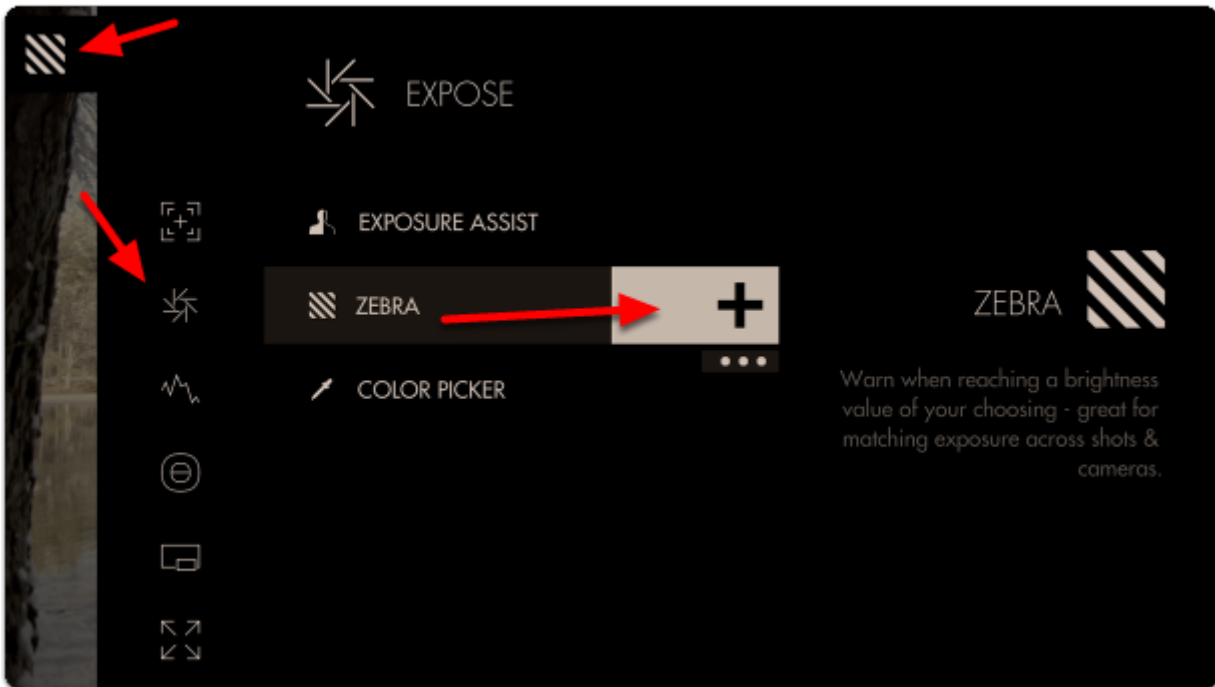 EXPOSE
EXPOSURE ASSIST
ZEBRA
COLOR PICKER
ZEBRA
Warn when reaching a brightness
value of your choosing - great for
matching exposure across shots &
cameras.